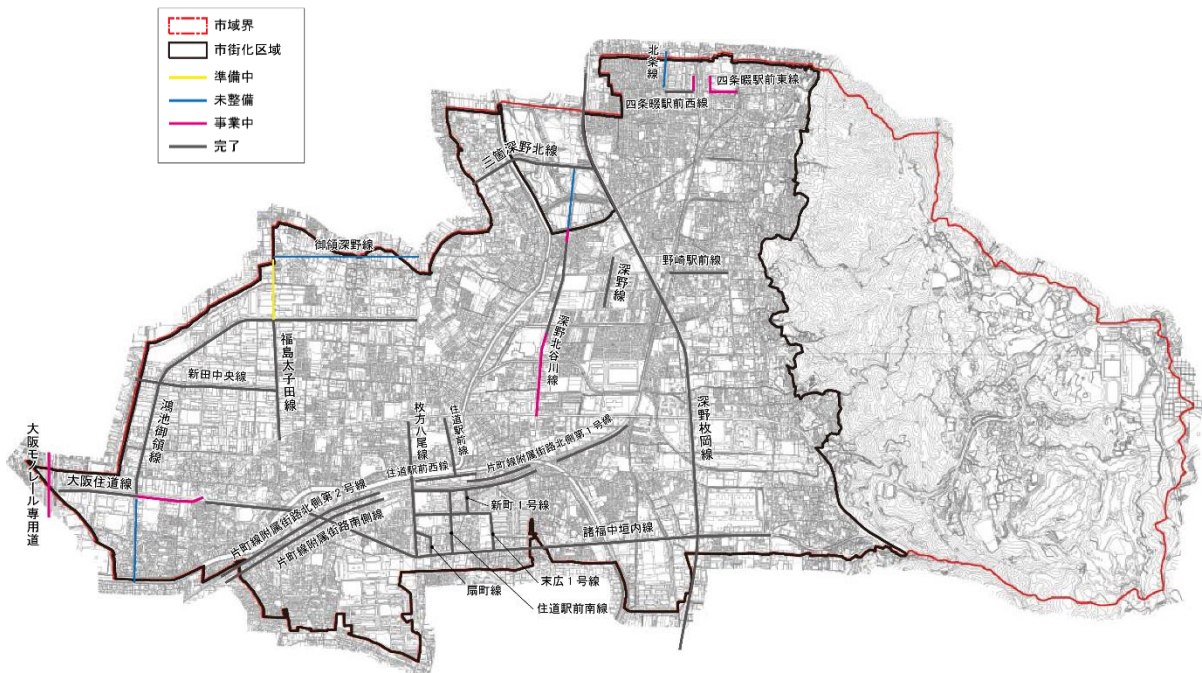 市域界
市街化区域
準備中
未整備
事業中
完了
北条線
四条畷駅前東線
四条畷駅前西線
三箇深野北線
御領深野線
深野線
野崎駅前線
福島太子田線
深野北谷川線
新田中央線
鴻池御領線
枚方八尾線
住道駅前線
深野枚岡線
片町線附属街路北側第1号線
住道駅前西線
大阪モノレール専用道
大阪住道線
片町線附属街路北側第2号線
片町線附属街路南側線
新町1号線
諸福中垣内線
末広1号線
扇町線
住道駅前南線